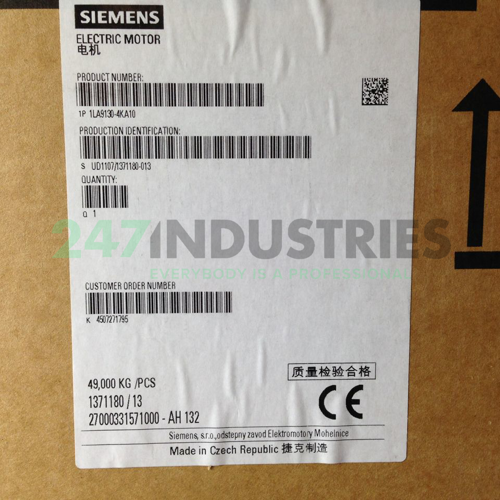 SIEMENS
ELECTRIC MOTOR
电机
PRODUCT NUMBER:
1P 1LA9130-4KA10
PRODUCTION IDENTIFICATION:
S UD1107/1371180-013
QUANTITY:
Q 1
247INDUSTRIES
EVERYBODY IS A PROFESSIONAL
CUSTOMER ORDER NUMBER
K 4507271795
49,000 KG /PCS
质量检验合格
1371180 / 13
27000331571000 - AH 132
CE
Siemens, s.r.o.,odstepny zavod Elektromotory Mohelnice
Made in Czech Republic 捷克制造